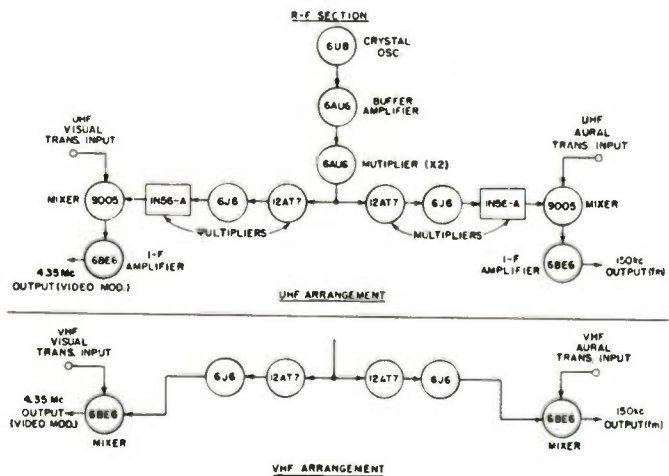 R-F SECTION
6U8
CRYSTAL
OSC.
6AU6
BUFFER
AMPLIFIER
UHF
VISUAL
TRANS. INPUT
UHF
AURAL
TRANS. INPUT
6AU6
MUTIPLIER (X2)
MIXER
9005
1N56-A
6J6
12AT7
12AT7
6J6
1N5E-A
9005
MIXER
MULTIPLIERS
MULTIPLIERS
6BE6
I-F
AMPLIFIER
4.35 Mc
OUTPUT (VIDEO MOD.)
I-F
AMPLIFIER
6BE6
150kc
OUTPUT (fm)
UHF ARRANGEMENT
VHF
VISUAL
TRANS. INPUT
VHF
AURAL
TRANS. INPUT
6J6
12AT7
12AT7
6J6
4.35 Mc
OUTPUT
(VIDEO MOD.)
6BE6
MIXER
6BE6
MIXER
150kc
OUTPUT (fm)
VHF ARRANGEMENT